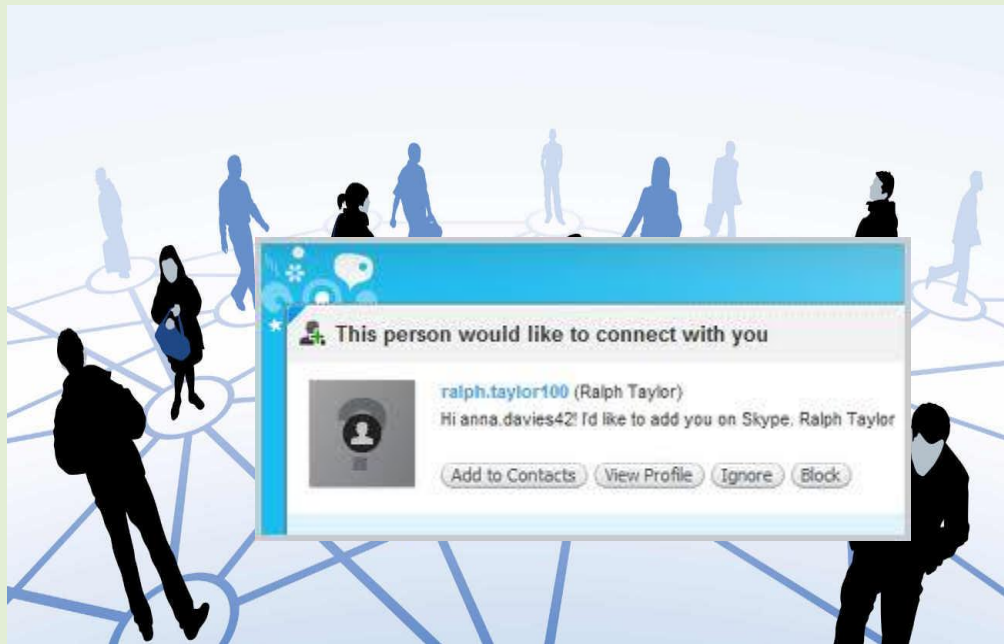 This person would like to connect with you
ralph.taylor100 (Ralph Taylor)
Hi anna.davies42! I'd like to add you on Skype. Ralph Taylor
Add to Contacts View Profile Ignore Block